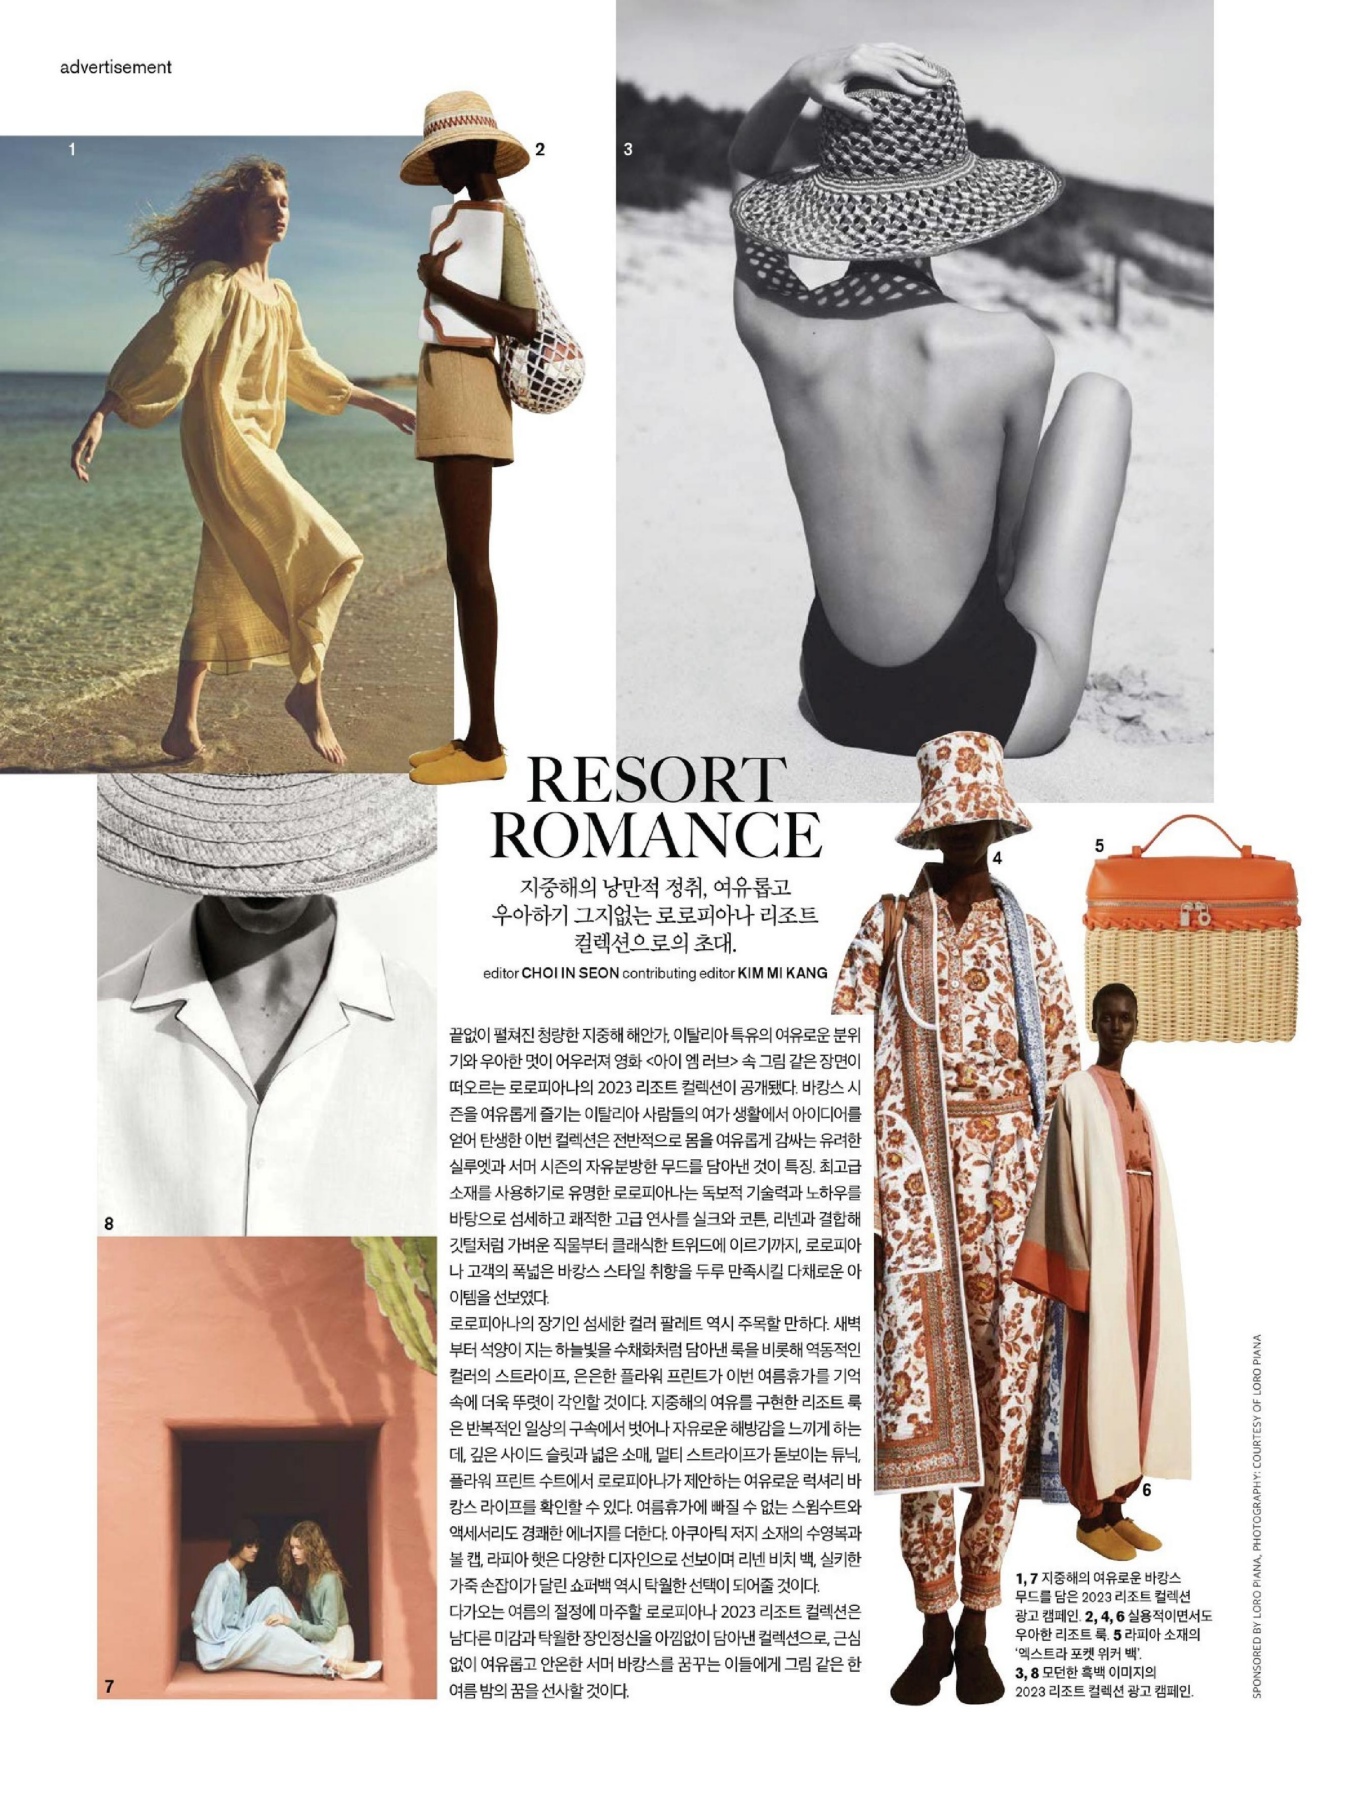 advertisement
1
2
3
RESORT
ROMANCE
지중해의 낭만적 정취, 여유롭고
우아하기 그지없는 로로피아나 리조트
컬렉션으로의 초대.
editor CHOI IN SEON contributing editor KIM MI KANG
4
5
끝없이 펼쳐진 청량한 지중해 해안가, 이탈리아 특유의 여유로운 분위
기와 우아한 멋이 어우러져 영화 <아이 엠 러브> 속 그림 같은 장면이
떠오르는 로로피아나의 2023 리조트 컬렉션이 공개됐다. 바캉스 시
즌을 여유롭게 즐기는 이탈리아 사람들의 여가 생활에서 아이디어를
얻어 탄생한 이번 컬렉션은 전반적으로 몸을 여유롭게 감싸는 유려한
실루엣과 서머 시즌의 자유분방한 무드를 담아낸 것이 특징. 최고급
소재를 사용하기로 유명한 로로피아나는 독보적 기술력과 노하우를
바탕으로 섬세하고 쾌적한 고급 연사를 실크와 코튼, 리넨과 결합해
깃털처럼 가벼운 직물부터 클래식한 트위드에 이르기까지, 로로피아
나 고객의 폭넓은 바캉스 스타일 취향을 두루 만족시킬 다채로운 아
이템을 선보였다.
로로피아나의 장기인 섬세한 컬러 팔레트 역시 주목할 만하다. 새벽
부터 석양이 지는 하늘빛을 수채화처럼 담아낸 룩을 비롯해 역동적인
컬러의 스트라이프, 은은한 플라워 프린트가 이번 여름휴가를 기억
속에 더욱 뚜렷이 각인할 것이다. 지중해의 여유를 구현한 리조트 룩
은 반복적인 일상의 구속에서 벗어나 자유로운 해방감을 느끼게 하는
데, 깊은 사이드 슬릿과 넓은 소매, 멀티 스트라이프가 돋보이는 튜닉,
플라워 프린트 수트에서 로로피아나가 제안하는 여유로운 럭셔리 바
캉스 라이프를 확인할 수 있다. 여름휴가에 빠질 수 없는 스윔수트와
액세서리도 경쾌한 에너지를 더한다. 아쿠아틱 저지 소재의 수영복과
볼 캡, 라피아 햇은 다양한 디자인으로 선보이며 리넨 비치 백, 실키한
가죽 손잡이가 달린 쇼퍼백 역시 탁월한 선택이 되어줄 것이다.
다가오는 여름의 절정에 마주할 로로피아나 2023 리조트 컬렉션은
남다른 미감과 탁월한 장인정신을 아낌없이 담아낸 컬렉션으로, 근심
없이 여유롭고 안온한 서머 바캉스를 꿈꾸는 이들에게 그림 같은 한
여름 밤의 꿈을 선사할 것이다.
8
7
6
1, 7 지중해의 여유로운 바캉스
무드를 담은 2023 리조트 컬렉션
광고 캠페인. 2, 4, 6 실용적이면서도
우아한 리조트 룩. 5 라피아 소재의
‘엑스트라 포켓 위커 백’.
3, 8 모던한 흑백 이미지의
2023 리조트 컬렉션 광고 캠페인.
SPONSORED BY LORO PIANA, PHOTOGRAPHY: COURTESY OF LORO PIANA